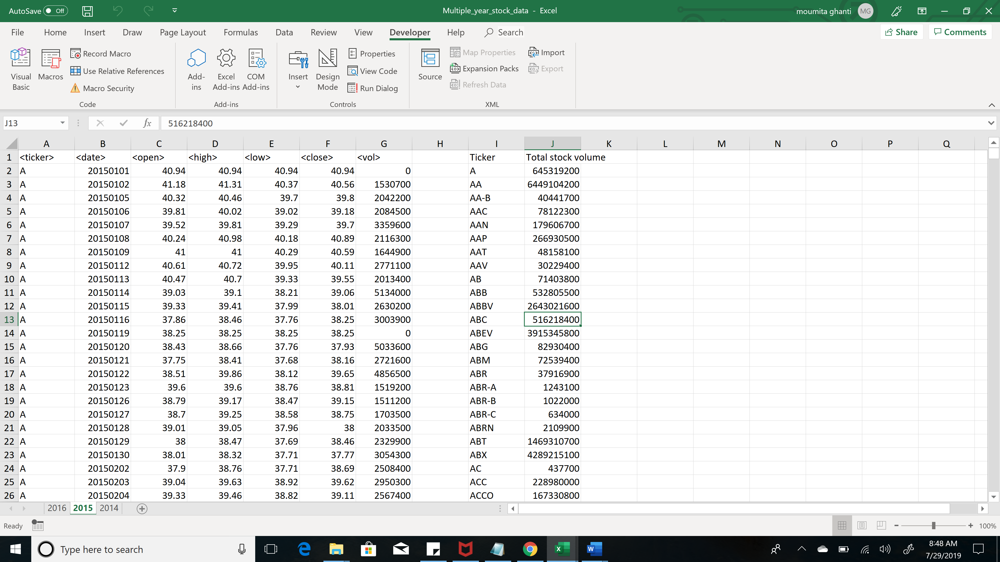 AutoSave Off Multiple_year_stock_data - Excel moumita ghanti MG
File Home Insert Draw Page Layout Formulas Data Review View Developer Help Search Share Comments
Visual Basic
Macros
Record Macro
Use Relative References
Macro Security
Code
Add-ins
Excel Add-ins
COM Add-ins
Add-ins
Insert
Design Mode
Properties
View Code
Run Dialog
Controls
Source
Map Properties
Expansion Packs
Refresh Data
Import
Export
XML
J13 fx 516218400
A B C D E F G H I J K L M N O P Q
1 <ticker> <date> <open> <high> <low> <close> <vol> Ticker Total stock volume
2 A 20150101 40.94 40.94 40.94 40.94 0 A 645319200
3 A 20150102 41.18 41.31 40.37 40.56 1530700 AA 6449104200
4 A 20150105 40.32 40.46 39.7 39.8 2042200 AA-B 40441700
5 A 20150106 39.81 40.02 39.02 39.18 2084500 AAC 78122300
6 A 20150107 39.52 39.81 39.29 39.7 3359600 AAN 179606700
7 A 20150108 40.24 40.98 40.18 40.89 2116300 AAP 266930500
8 A 20150109 41 41 40.29 40.59 1644900 AAT 48158100
9 A 20150112 40.61 40.72 39.95 40.11 2771100 AAV 30229400
10 A 20150113 40.47 40.7 39.33 39.55 2013400 AB 71403800
11 A 20150114 39.03 39.1 38.21 39.06 5134000 ABB 532805500
12 A 20150115 39.33 39.41 37.99 38.01 2630200 ABBV 2643021600
13 A 20150116 37.86 38.46 37.76 38.25 3003900 ABC 516218400
14 A 20150119 38.25 38.25 38.25 38.25 0 ABEV 3915345800
15 A 20150120 38.43 38.66 37.76 37.93 5033600 ABG 82930400
16 A 20150121 37.75 38.41 37.68 38.16 2721600 ABM 72539400
17 A 20150122 38.51 39.86 38.12 39.65 4856500 ABR 37916900
18 A 20150123 39.6 39.6 38.76 38.81 1519200 ABR-A 1243100
19 A 20150126 38.79 39.17 38.47 39.15 1511200 ABR-B 1022000
20 A 20150127 38.7 39.25 38.58 38.75 1703500 ABR-C 634000
21 A 20150128 39.01 39.05 37.96 38 2033500 ABRN 2109900
22 A 20150129 38 38.47 37.69 38.46 2329900 ABT 1469310700
23 A 20150130 38.01 38.32 37.71 37.77 3054300 ABX 4289215100
24 A 20150202 37.9 38.76 37.71 38.69 2508400 AC 437700
25 A 20150203 39.04 39.63 38.92 39.62 2950300 ACC 228980000
26 A 20150204 39.33 39.46 38.82 39.11 2567400 ACCO 167330800
2016 2015 2014
Ready 100%
Type here to search
8:48 AM
7/29/2019